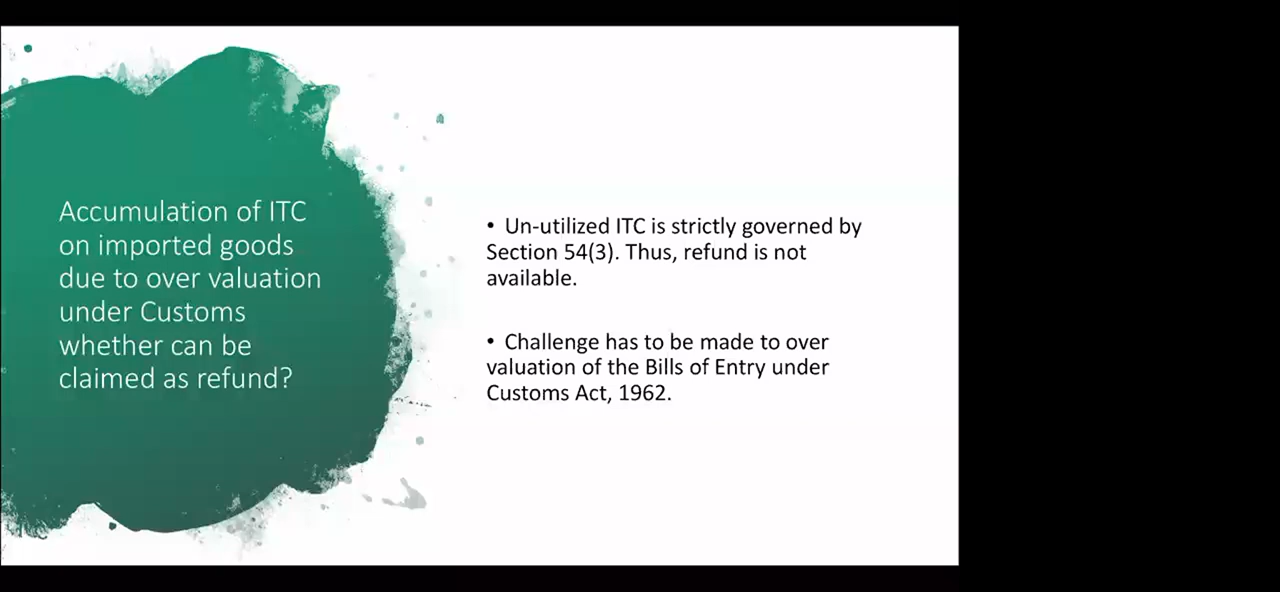 Accumulation of ITC
on imported goods
due to over valuation
under Customs
whether can be
claimed as refund?
• Un-utilized ITC is strictly governed by
Section 54(3). Thus, refund is not
available.
• Challenge has to be made to over
valuation of the Bills of Entry under
Customs Act, 1962.